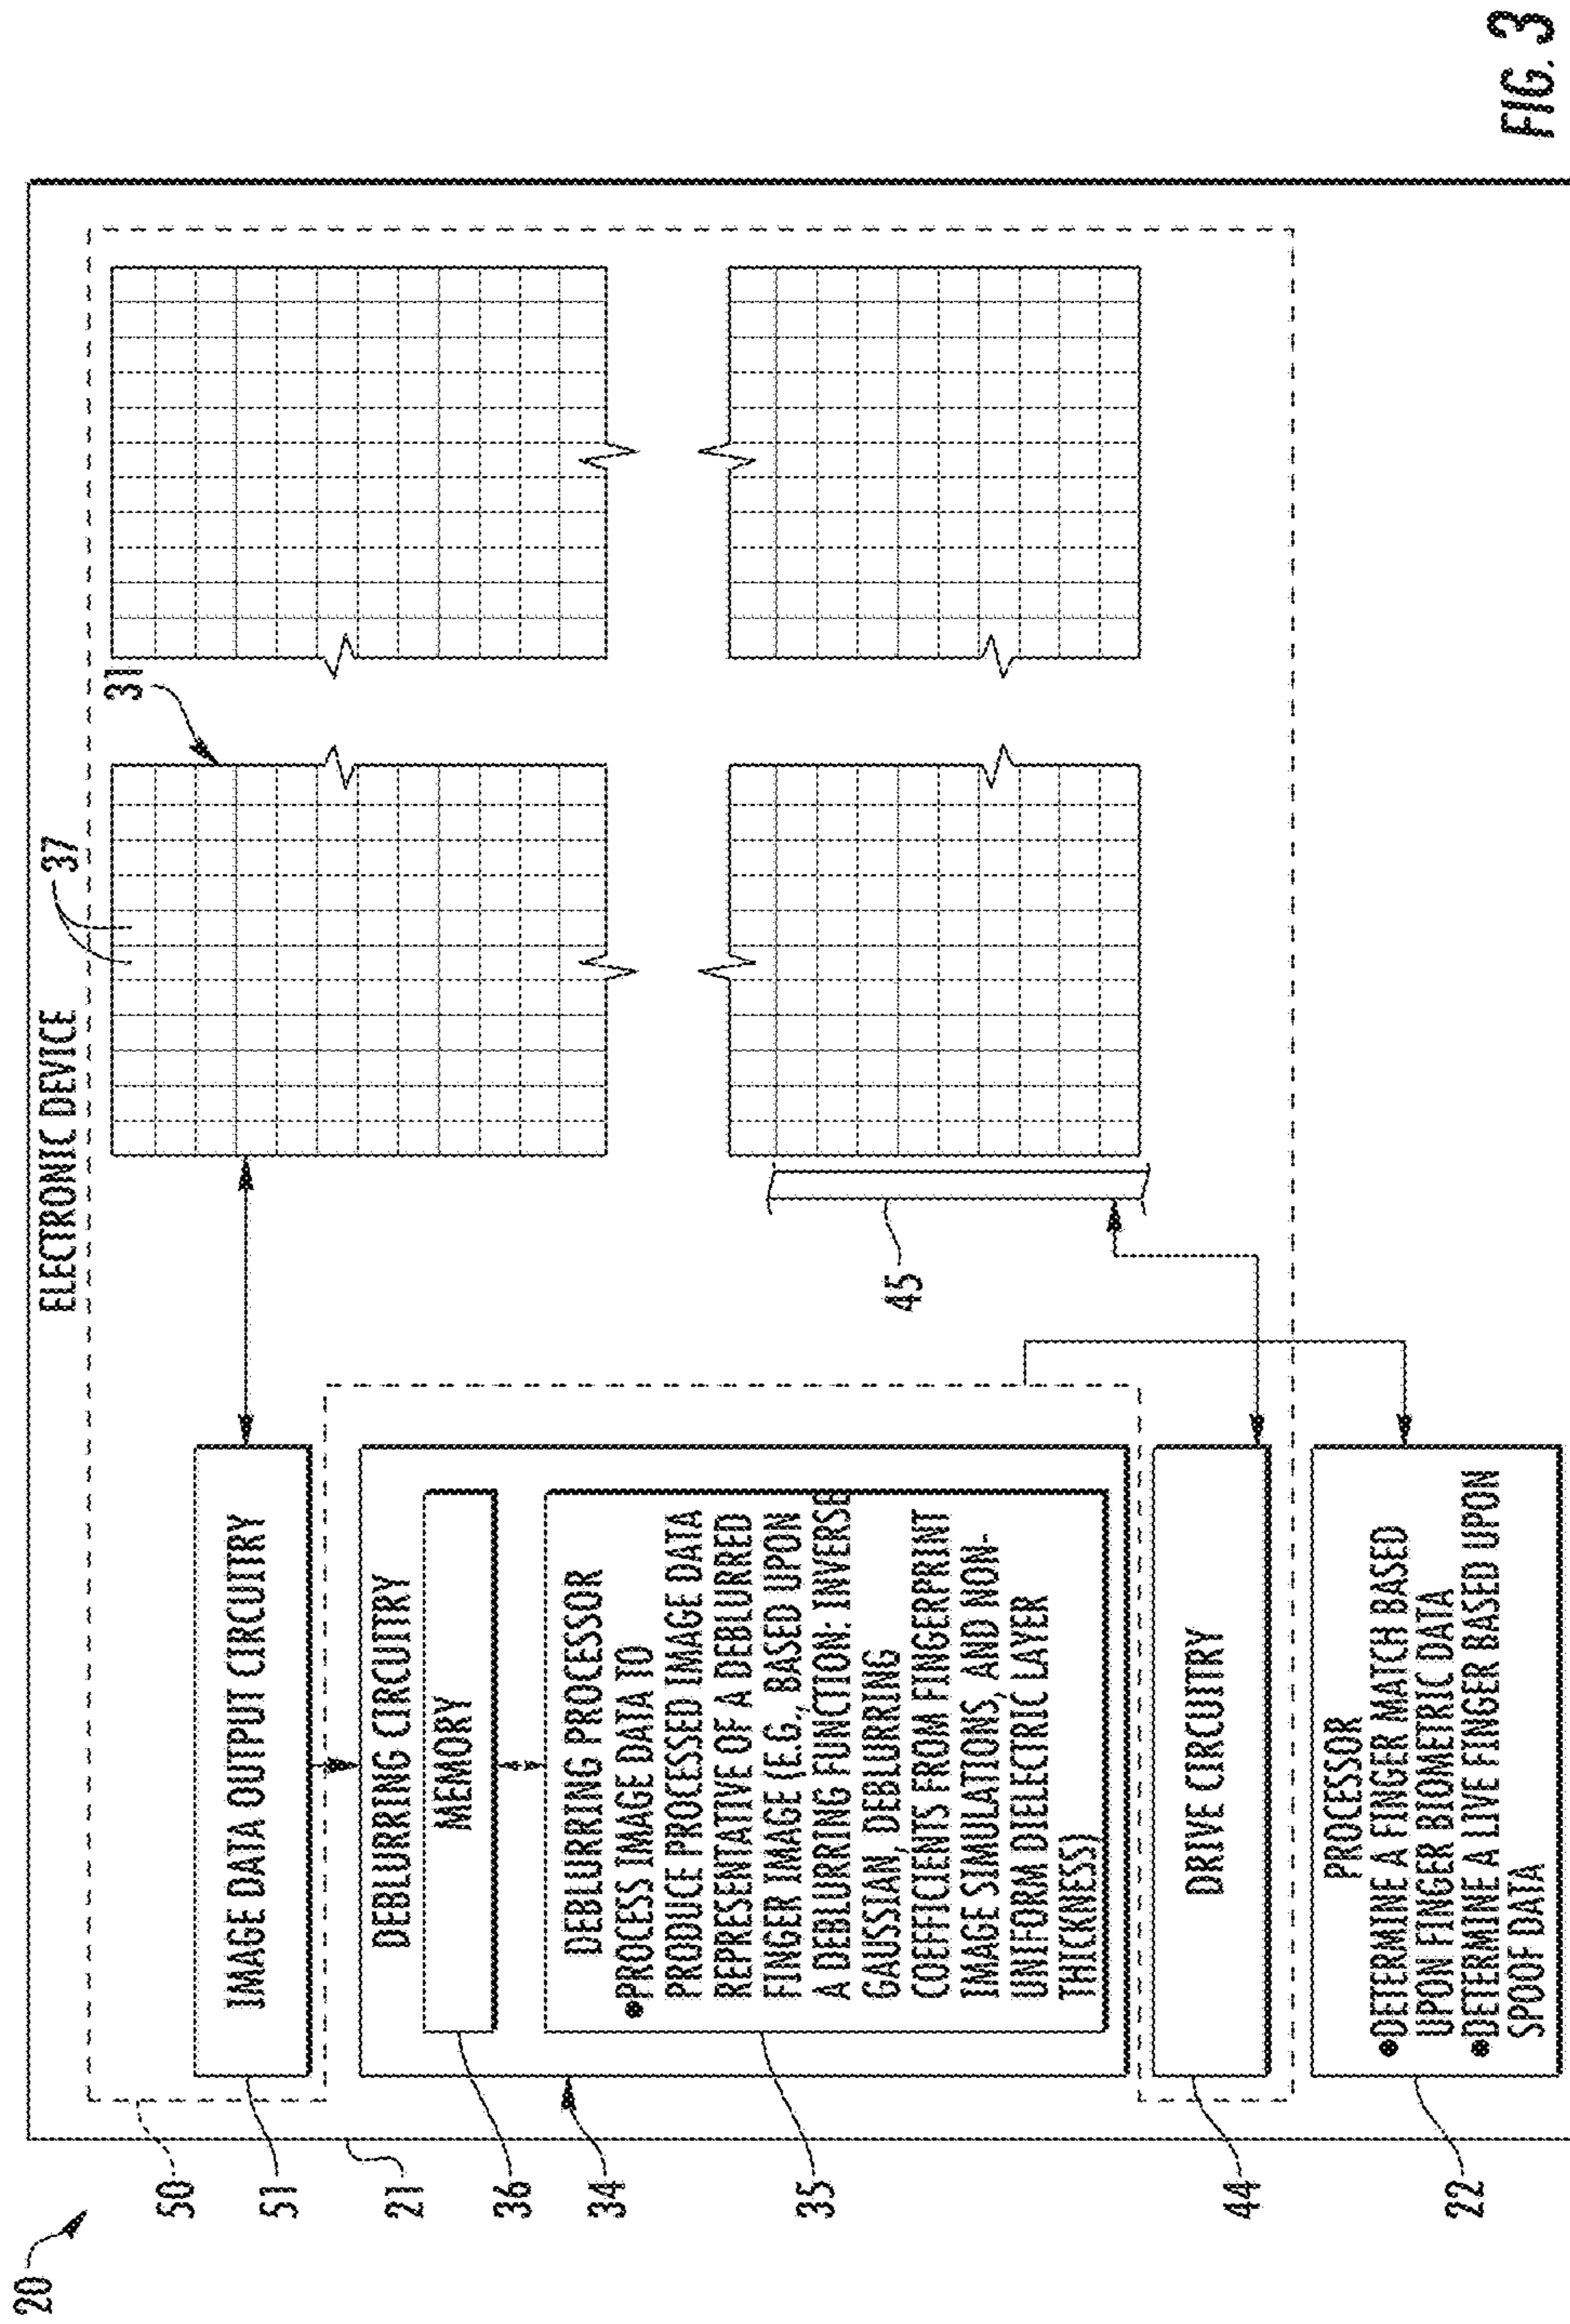 20
ELECTRONIC DEVICE
50
51
21
36
34
35
44
22
37
31
45
IMAGE DATA OUTPUT CIRCUITRY
DEBLURRING CIRCUITRY
MEMORY
DEBLURRING PROCESSOR
●PROCESS IMAGE DATA TO
PRODUCE PROCESSED IMAGE DATA
REPRESENTATIVE OF A DEBLURRED
FINGER IMAGE (E.G., BASED UPON
A DEBLURRING FUNCTION: INVERSE
GAUSSIAN, DEBLURRING
COEFFICIENTS FROM FINGERPRINT
IMAGE SIMULATIONS, AND NON-
UNIFORM DIELECTRIC LAYER
THICKNESS)
DRIVE CIRCUITRY
PROCESSOR
●DETERMINE A FINGER MATCH BASED
UPON FINGER BIOMETRIC DATA
●DETERMINE A LIVE FINGER BASED UPON
SPOOF DATA
FIG. 3